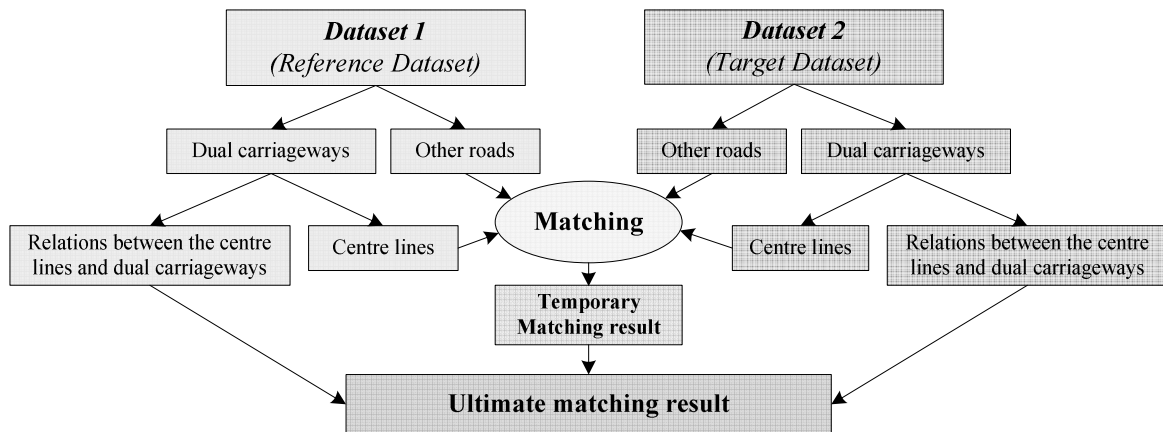 Dataset 1
(Reference Dataset)
Dataset 2
(Target Dataset)
Dual carriageways
Other roads
Other roads
Dual carriageways
Matching
Relations between the centre
lines and dual carriageways
Centre lines
Centre lines
Relations between the centre
lines and dual carriageways
Temporary
Matching result
Ultimate matching result